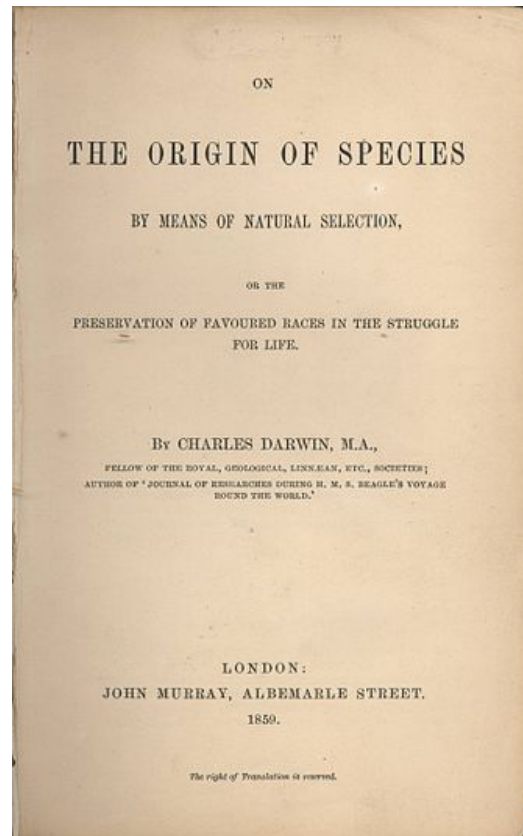 ON
THE ORIGIN OF SPECIES
BY MEANS OF NATURAL SELECTION,
OR THE
PRESERVATION OF FAVOURED RACES IN THE STRUGGLE
FOR LIFE.
By CHARLES DARWIN, M.A.,
FELLOW OF THE ROYAL, GEOLOGICAL, LINNÆAN, ETC., SOCIETIES;
AUTHOR OF ‘JOURNAL OF RESEARCHES DURING H. M. S. BEAGLE’S VOYAGE
ROUND THE WORLD.’
LONDON:
JOHN MURRAY, ALBEMARLE STREET.
1859.
The right of Translation is reserved.